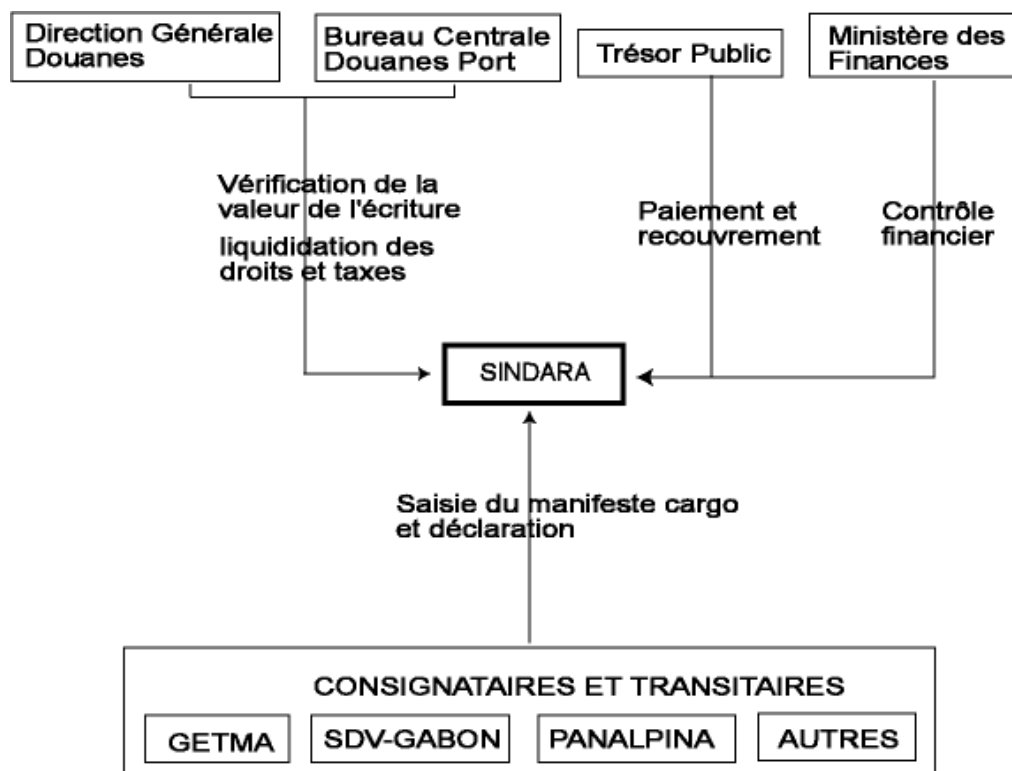 Direction Générale
Douanes
Bureau Centrale
Douanes Port
Trésor Public
Ministère des
Finances
Vérification de la
valeur de l'écriture
liquididation des
droits et taxes
Paiement et
recouvrement
Contrôle
financier
SINDARA
Saisie du manifeste cargo
et déclaration
CONSIGNATAIRES ET TRANSITAIRES
GETMA
SDV-GABON
PANALPINA
AUTRES